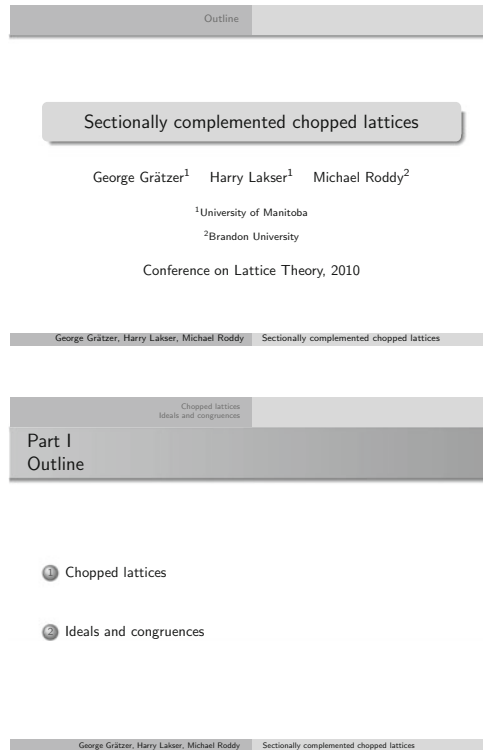 Outline
Sectionally complemented chopped lattices
George Grätzer¹ Harry Lakser¹ Michael Roddy²
¹University of Manitoba
²Brandon University
Conference on Lattice Theory, 2010
George Grätzer, Harry Lakser, Michael Roddy Sectionally complemented chopped lattices
Chopped lattices
Ideals and congruences
Part I
Outline
1 Chopped lattices
2 Ideals and congruences
George Grätzer, Harry Lakser, Michael Roddy Sectionally complemented chopped lattices